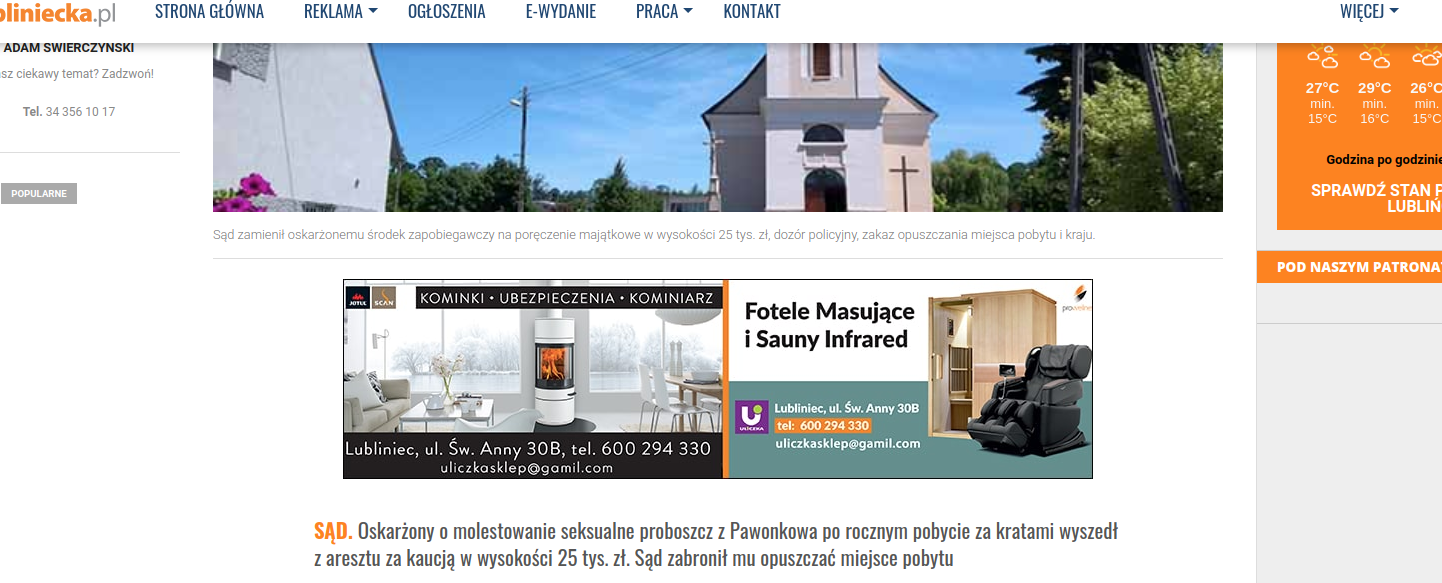 bliniecka.pl
STRONA GŁÓWNA
REKLAMA
OGŁOSZENIA
E-WYDANIE
PRACA
KONTAKT
WIĘCEJ
ADAM ŚWIERCZYŃSKI
sz ciekawy temat? Zadzwoń!
Tel. 34 356 10 17
POPULARNE
Sąd zamienił oskarżonemu środek zapobiegawczy na poręczenie majątkowe w wysokości 25 tys. zł, dozór policyjny, zakaz opuszczania miejsca pobytu i kraju.
JØTUL
SCAN
KOMINKI • UBEZPIECZENIA • KOMINIARZ
Lubliniec, ul. Św. Anny 30B, tel. 600 294 330
uliczkasklep@gamil.com
Fotele Masujące
i Sauny Infrared
ULICZKA
Lubliniec, ul. Św. Anny 30B
tel: 600 294 330
uliczkasklep@gamil.com
SĄD. Oskarżony o molestowanie seksualne proboszcz z Pawonkowa po rocznym pobycie za kratami wyszedł
z aresztu za kaucją w wysokości 25 tys. zł. Sąd zabronił mu opuszczać miejsce pobytu
27°C 29°C 26°C
min. min. min.
15°C 16°C 15°C
Godzina po godzinie
SPRAWDŹ STAN P
LUBLIŃ
POD NASZYM PATRONA